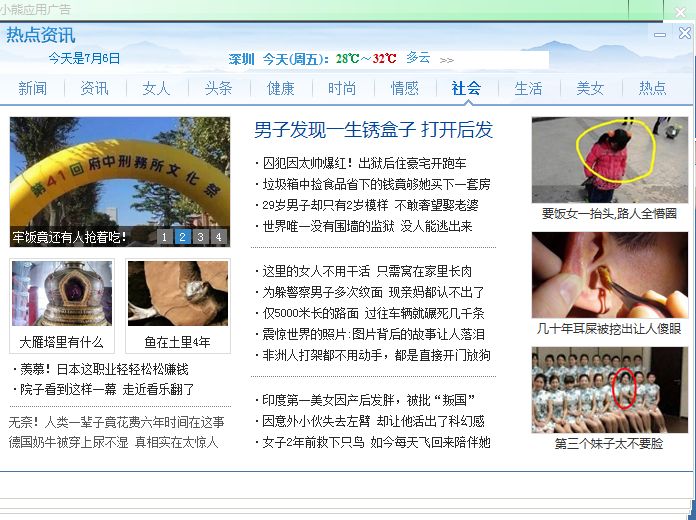 小熊应用广告
热点资讯
今天是7月6日
深圳 今天(周五): 28℃～32℃ 多云 >>
新闻 资讯 女人 头条 健康 时尚 情感 社会 生活 美女 热点
第41回府中刑務所文化祭
牢饭竟还有人抢着吃！
1 2 3 4
大雁塔里有什么
鱼在土里4年
·羡慕！日本这职业轻轻松松赚钱
·院子看到这样一幕 走近看乐翻了
无奈！人类一辈子竟花费六年时间在这事
德国奶牛被穿上尿不湿 真相实在太惊人
男子发现一生锈盒子 打开后发
·囚犯因太帅爆红！出狱后住豪宅开跑车
·垃圾箱中捡食品省下的钱竟够她买下一套房
·29岁男子却只有2岁模样 不敢奢望娶老婆
·世界唯一没有围墙的监狱 没人能逃出来
·这里的女人不用干活 只需窝在家里长肉
·为躲警察男子多次纹面 现亲妈都认不出了
·仅5000米长的路面 过往车辆就碾死几千条
·震惊世界的照片:图片背后的故事让人落泪
·非洲人打架都不用动手，都是直接开门放狗
·印度第一美女因产后发胖，被批“叛国”
·因意外小伙失去左臂 却让他活出了科幻感
·女子2年前救下只鸟 如今每天飞回来陪伴她
要饭女一抬头,路人全懵圈
几十年耳屎被挖出让人傻眼
第三个妹子太不要脸